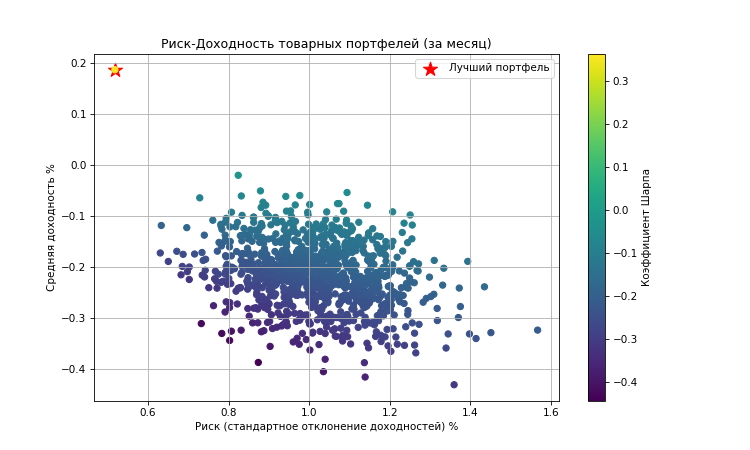 Риск-Доходность товарных портфелей (за месяц)
Лучший портфель
Средняя доходность %
0.2
0.1
0.0
−0.1
−0.2
−0.3
−0.4
0.6 0.8 1.0 1.2 1.4 1.6
Риск (стандартное отклонение доходностей) %
0.3
0.2
0.1
0.0
−0.1
−0.2
−0.3
−0.4
Коэффициент Шарпа